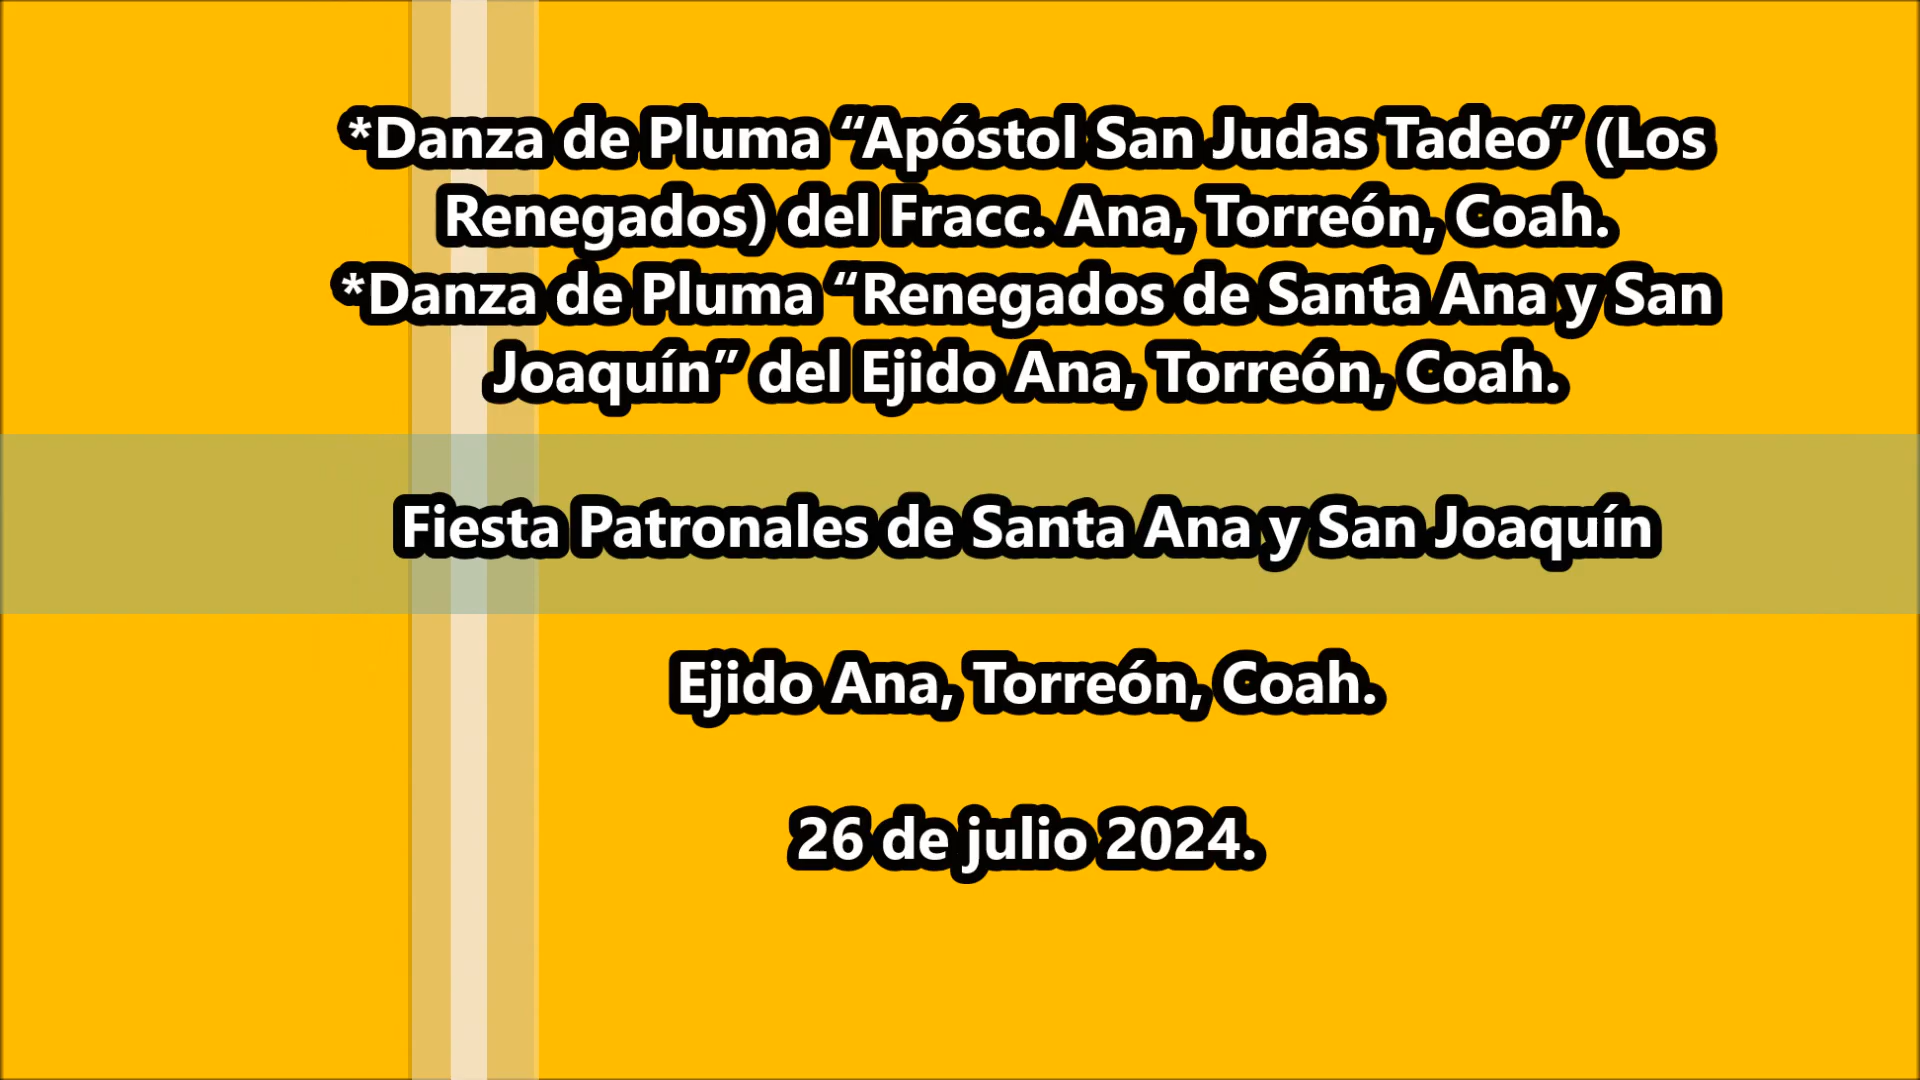 *Danza de Pluma “Apóstol San Judas Tadeo” (Los
Renegados) del Fracc. Ana, Torreón, Coah.
*Danza de Pluma “Renegados de Santa Ana y San
Joaquín” del Ejido Ana, Torreón, Coah.
Fiesta Patronales de Santa Ana y San Joaquín
Ejido Ana, Torreón, Coah.
26 de julio 2024.